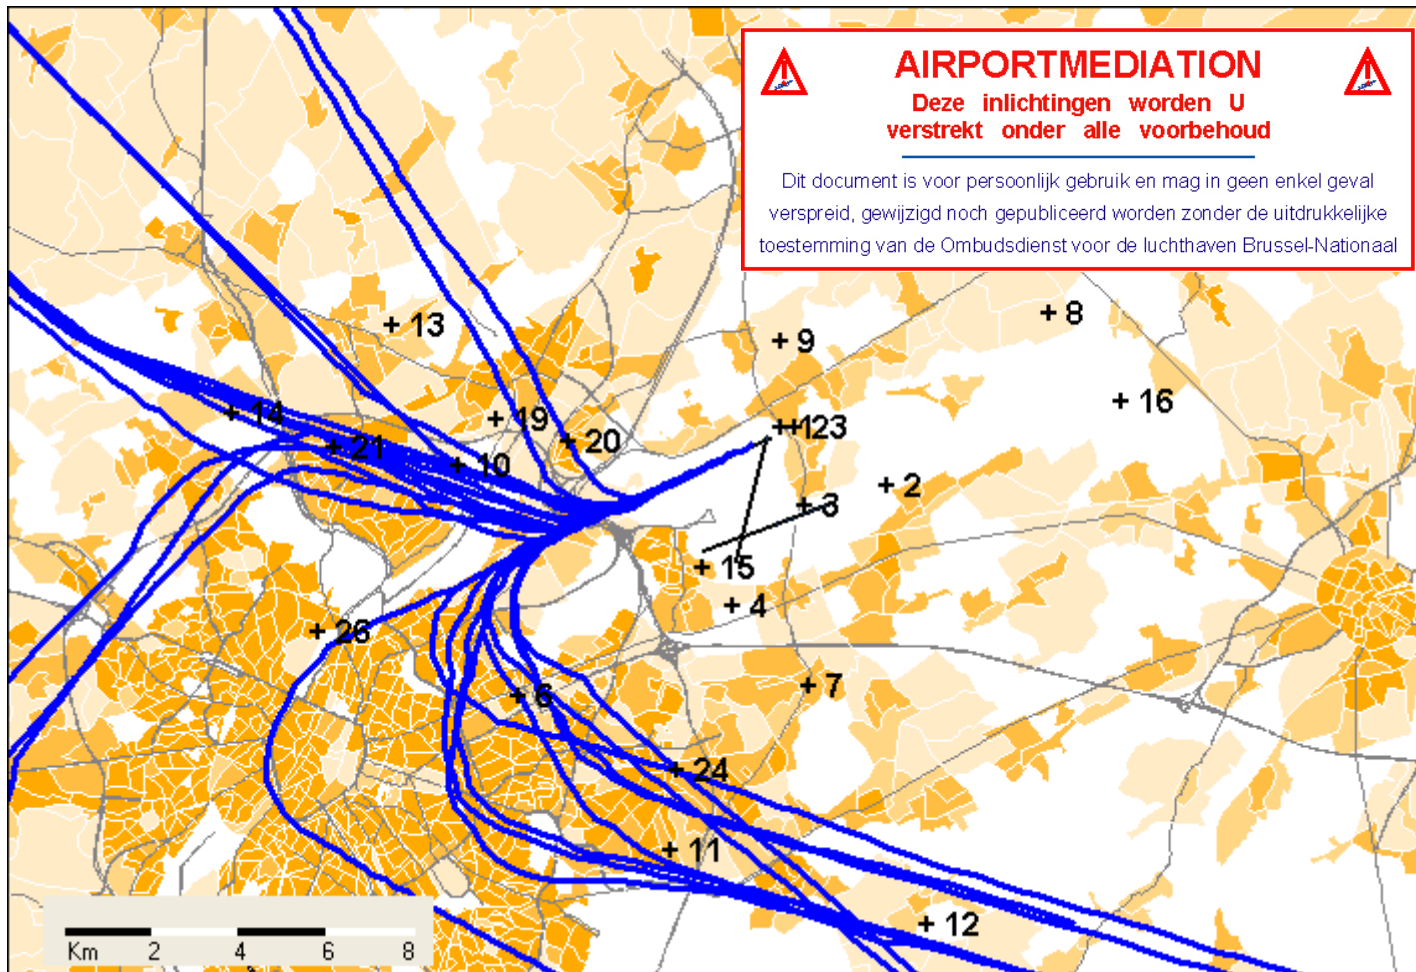 AIRPORTMEDIATION
Deze inlichtingen worden U
verstrekt onder alle voorbehoud
Dit document is voor persoonlijk gebruik en mag in geen enkel geval
verspreid, gewijzigd noch gepubliceerd worden zonder de uitdrukkelijke
toestemming van de Ombudsdienst voor de luchthaven Brussel-Nationaal
8
13
9
16
14
19
20
123
21
10
2
3
15
4
26
6
7
24
11
12
Km 2 4 6 8